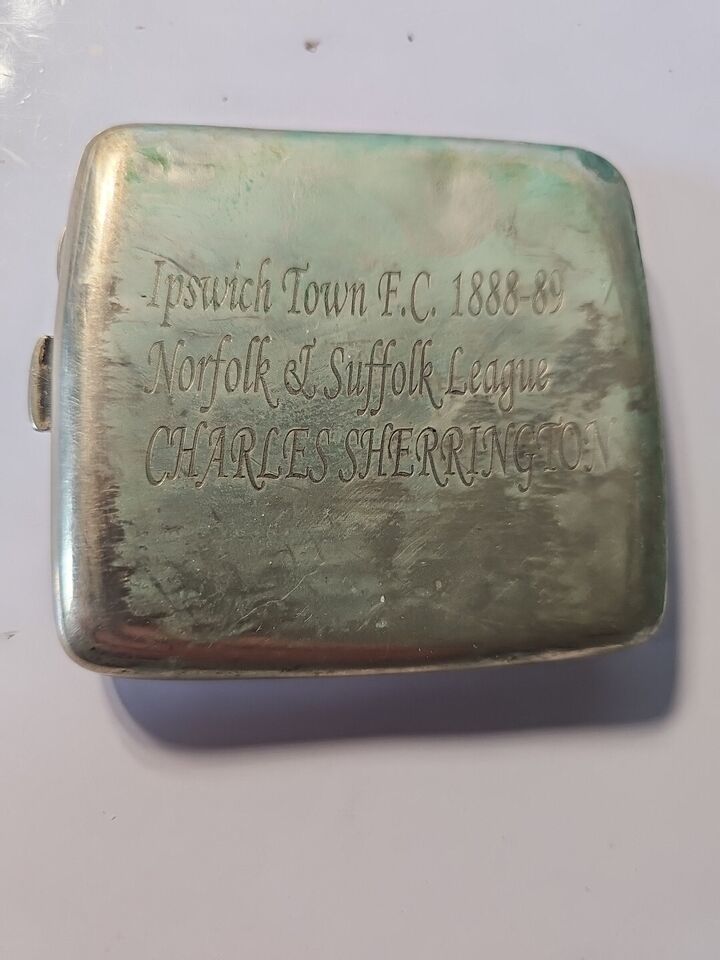 Ipswich Town F.C. 1888-89
Norfolk & Suffolk League
CHARLES SHERRINGTON